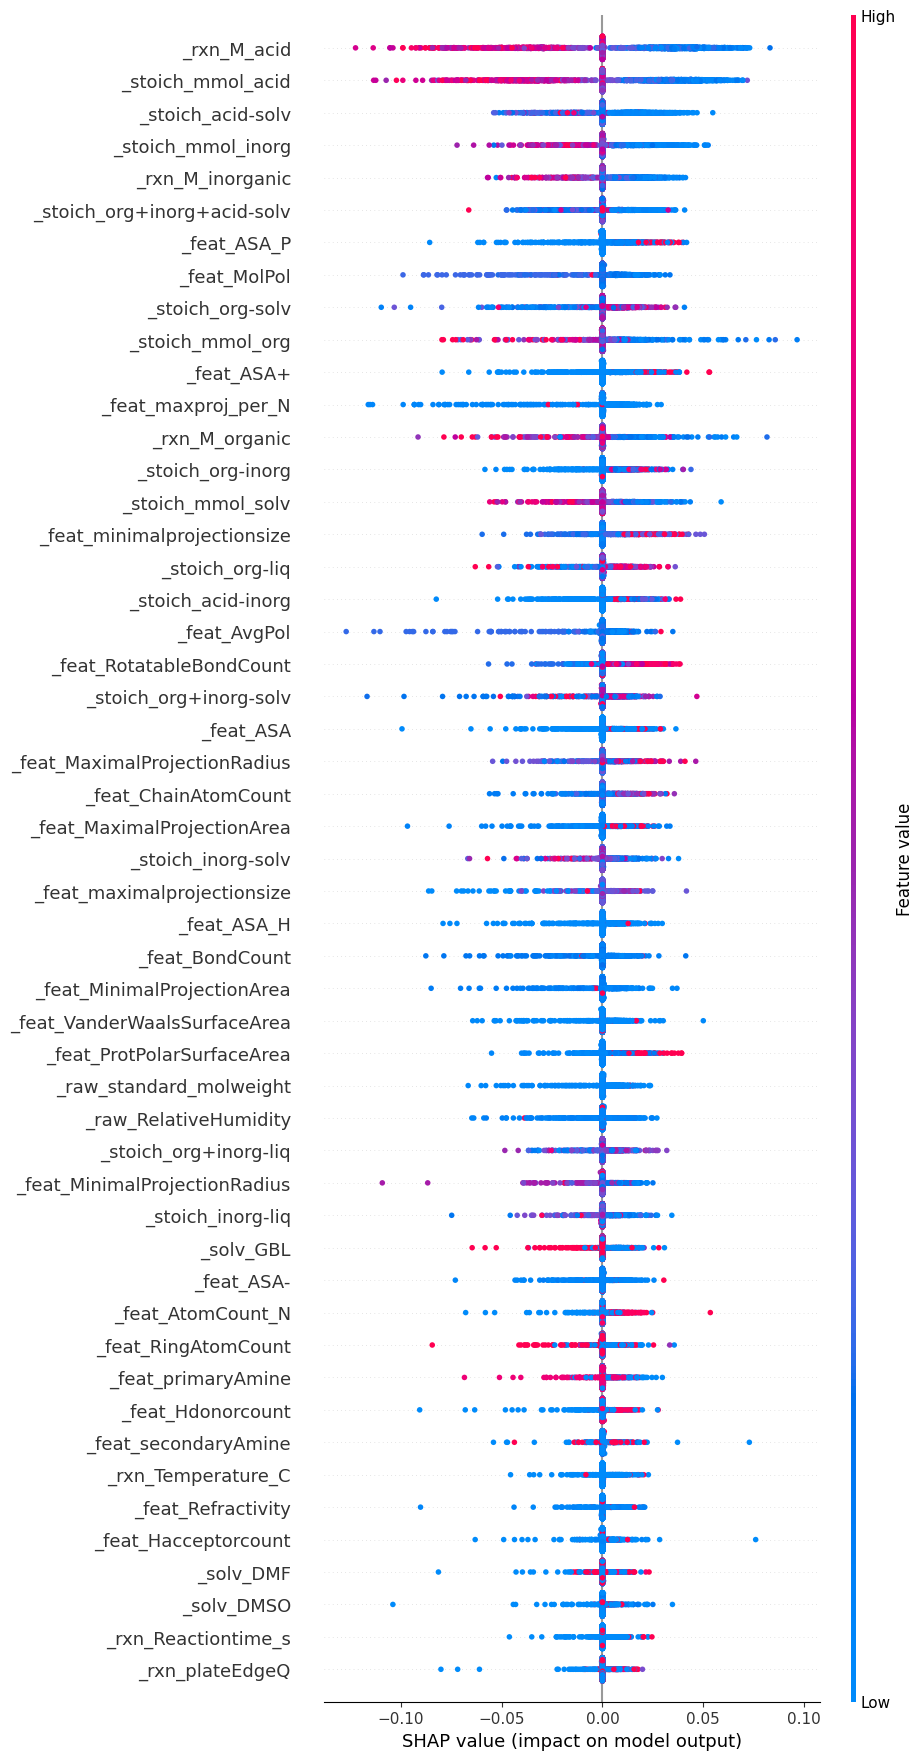 High
_rxn_M_acid
_stoich_mmol_acid
_stoich_acid-solv
_stoich_mmol_inorg
_rxn_M_inorganic
_stoich_org+inorg+acid-solv
_feat_ASA_P
_feat_MolPol
_stoich_org-solv
_stoich_mmol_org
_feat_ASA+
_feat_maxproj_per_N
_rxn_M_organic
_stoich_org-inorg
_stoich_mmol_solv
_feat_minimalprojectionsize
_stoich_org-liq
_stoich_acid-inorg
_feat_AvgPol
_feat_RotatableBondCount
_stoich_org+inorg-solv
_feat_ASA
_feat_MaximalProjectionRadius
_feat_ChainAtomCount
_feat_MaximalProjectionArea
_stoich_inorg-solv
_feat_maximalprojectionsize
_feat_ASA_H
_feat_BondCount
_feat_MinimalProjectionArea
_feat_VanderWaalsSurfaceArea
_feat_ProtPolarSurfaceArea
_raw_standard_molweight
_raw_RelativeHumidity
_stoich_org+inorg-liq
_feat_MinimalProjectionRadius
_stoich_inorg-liq
_solv_GBL
_feat_ASA-
_feat_AtomCount_N
_feat_RingAtomCount
_feat_primaryAmine
_feat_Hdonorcount
_feat_secondaryAmine
_rxn_Temperature_C
_feat_Refractivity
_feat_Hacceptorcount
_solv_DMF
_solv_DMSO
_rxn_Reactiontime_s
_rxn_plateEdgeQ
Feature value
Low
−0.10 −0.05 0.00 0.05 0.10
SHAP value (impact on model output)